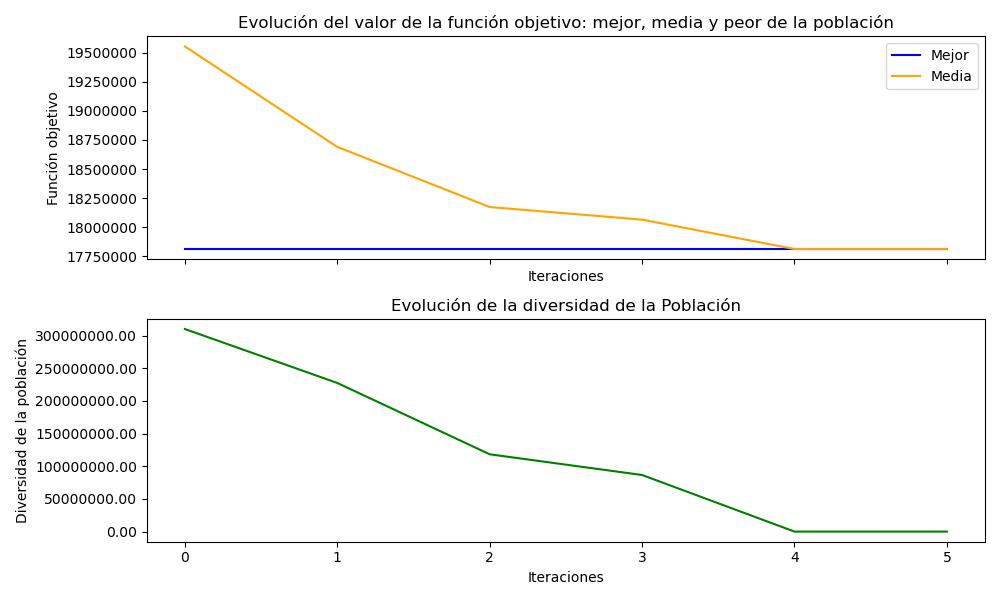 Evolución del valor de la función objetivo: mejor, media y peor de la población
Función objetivo
19500000
19250000
19000000
18750000
18500000
18250000
18000000
17750000
Mejor
Media
Iteraciones
Evolución de la diversidad de la Población
Diversidad de la población
300000000.00
250000000.00
200000000.00
150000000.00
100000000.00
50000000.00
0.00
0 1 2 3 4 5
Iteraciones